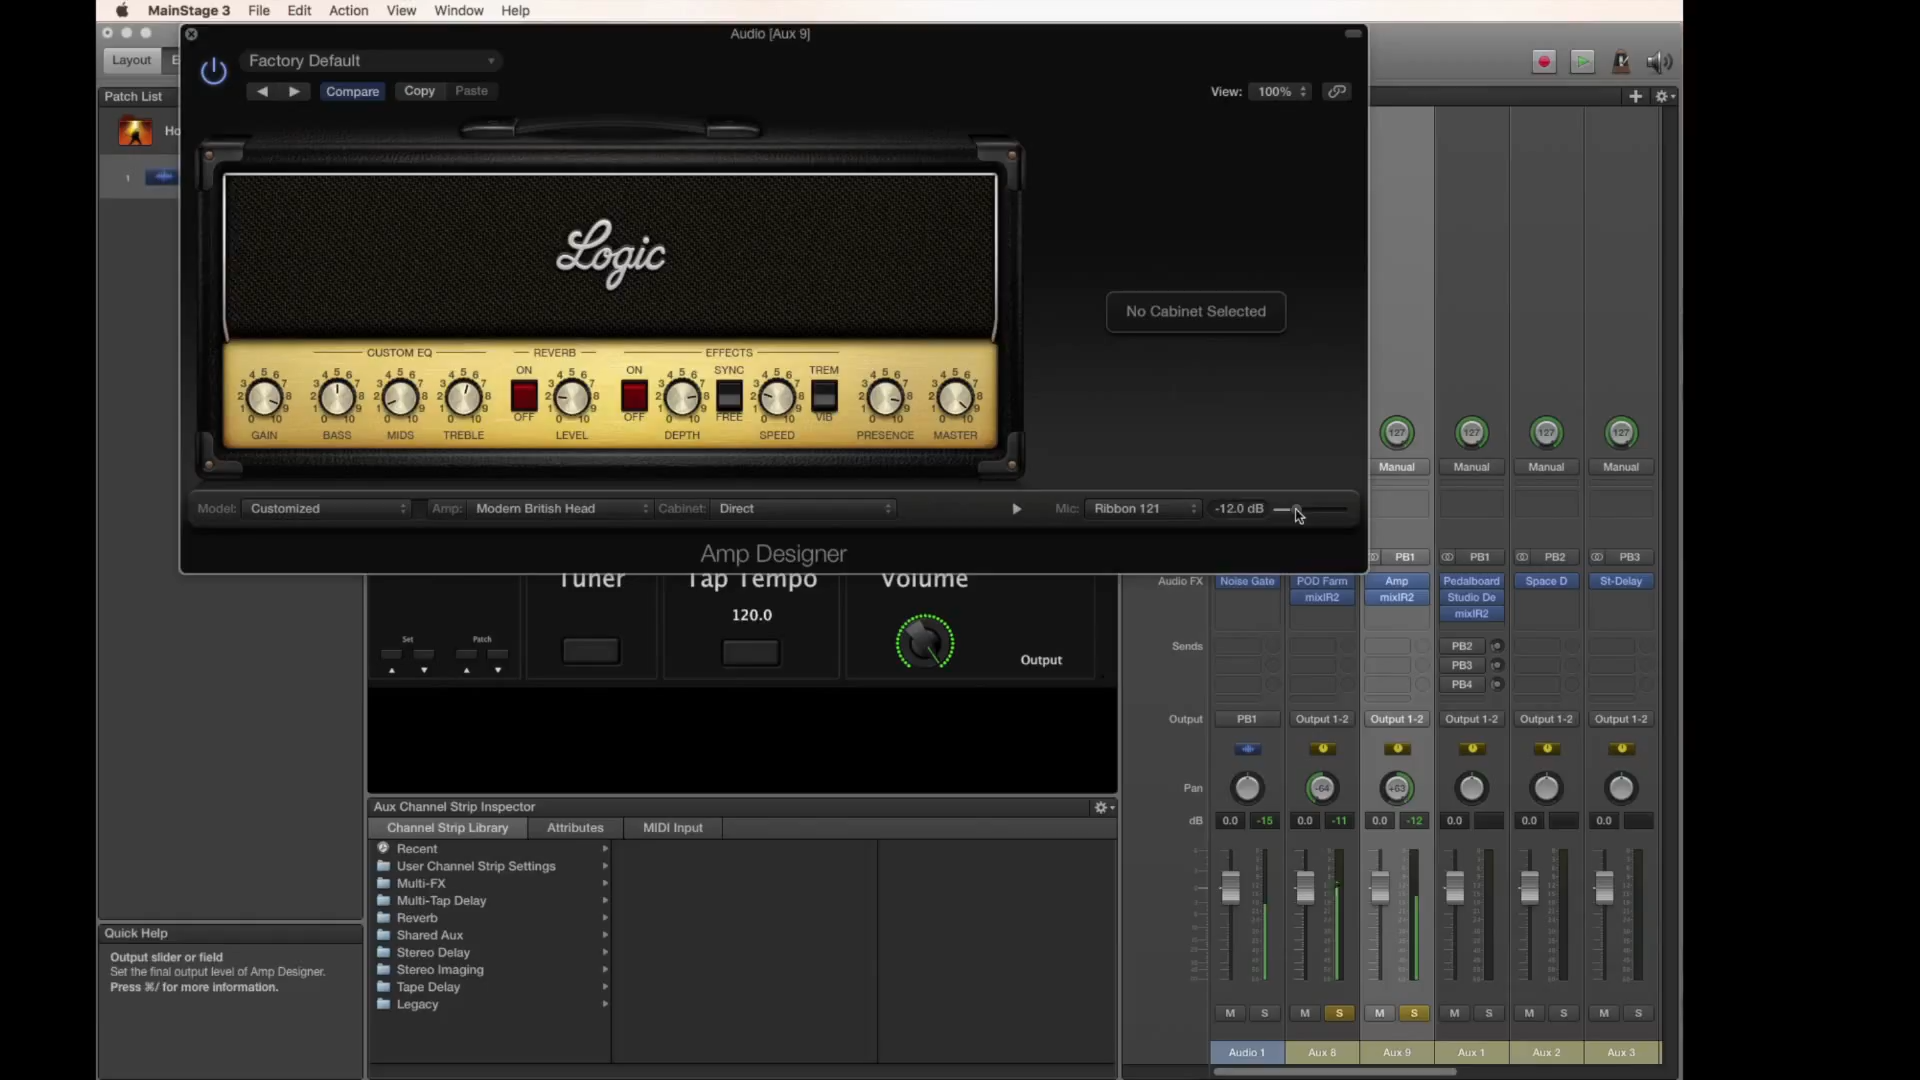 MainStage 3 File Edit Action View Window Help
Audio [Aux 9]
Layout E
Factory Default
Compare Copy Paste
View: 100%
Patch List
Ho
1
Logic
CUSTOM EQ REVERB EFFECTS
ON ON SYNC TREM
OFF OFF FREE VIB
GAIN BASS MIDS TREBLE LEVEL DEPTH SPEED PRESENCE MASTER
No Cabinet Selected
127 127 127 127
Manual Manual Manual Manual
Model: Customized Amp: Modern British Head Cabinet: Direct Mic: Ribbon 121 -12.0 dB
Amp Designer
PB1 PB1 PB2 PB3
Tuner Tap Tempo Volume
120.0
Set Patch
Output
Audio FX Noise Gate POD Farm Amp Pedalboard Space D St-Delay
mixIR2 mixIR2 Studio De
mixIR2
Sends PB2
PB3
PB4
Output PB1 Output 1-2 Output 1-2 Output 1-2 Output 1-2 Output 1-2
Pan -64 +63
dB 0.0 -15 0.0 -11 0.0 -12 0.0 0.0 0.0
Aux Channel Strip Inspector
Channel Strip Library Attributes MIDI Input
Recent
User Channel Strip Settings
Multi-FX
Multi-Tap Delay
Reverb
Shared Aux
Stereo Delay
Stereo Imaging
Tape Delay
Legacy
Quick Help
Output slider or field
Set the final output level of Amp Designer.
Press ⌘/ for more information.
M S M S M S M S M S M S
Audio 1 Aux 8 Aux 9 Aux 1 Aux 2 Aux 3